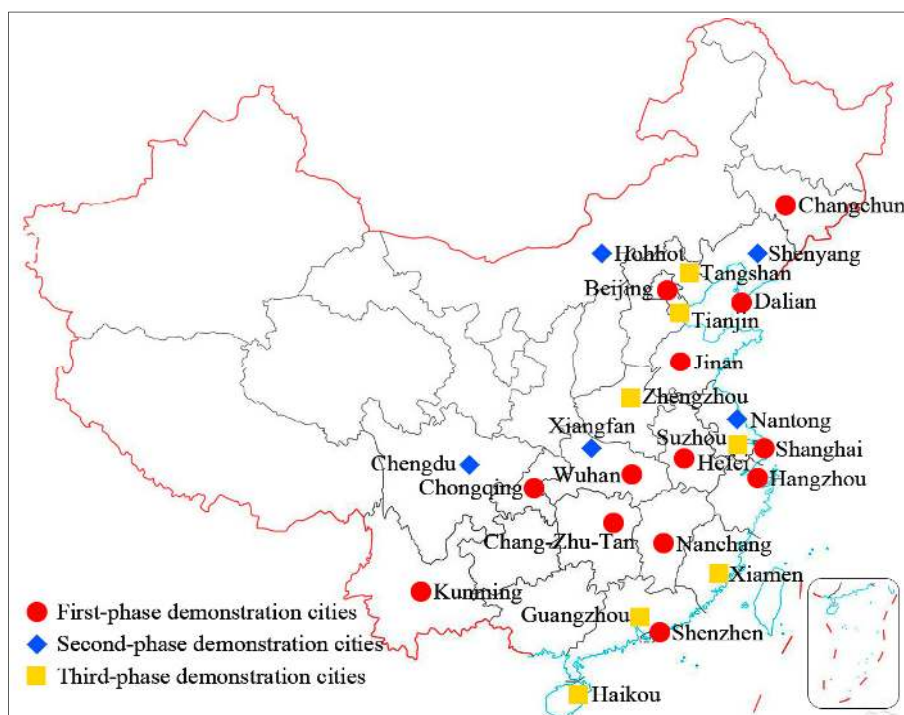 Changchun
Hohhot
Shenyang
Tangshan
Beijing
Dalian
Tianjin
Jinan
Zhengzhou
Nantong
Xiangfan
Suzhou
Shanghai
Chengdu
Hefei
Wuhan
Hangzhou
Chongqing
Chang-Zhu-Tan
Nanchang
Xiamen
Kunming
Guangzhou
Shenzhen
Haikou
First-phase demonstration cities
Second-phase demonstration cities
Third-phase demonstration cities